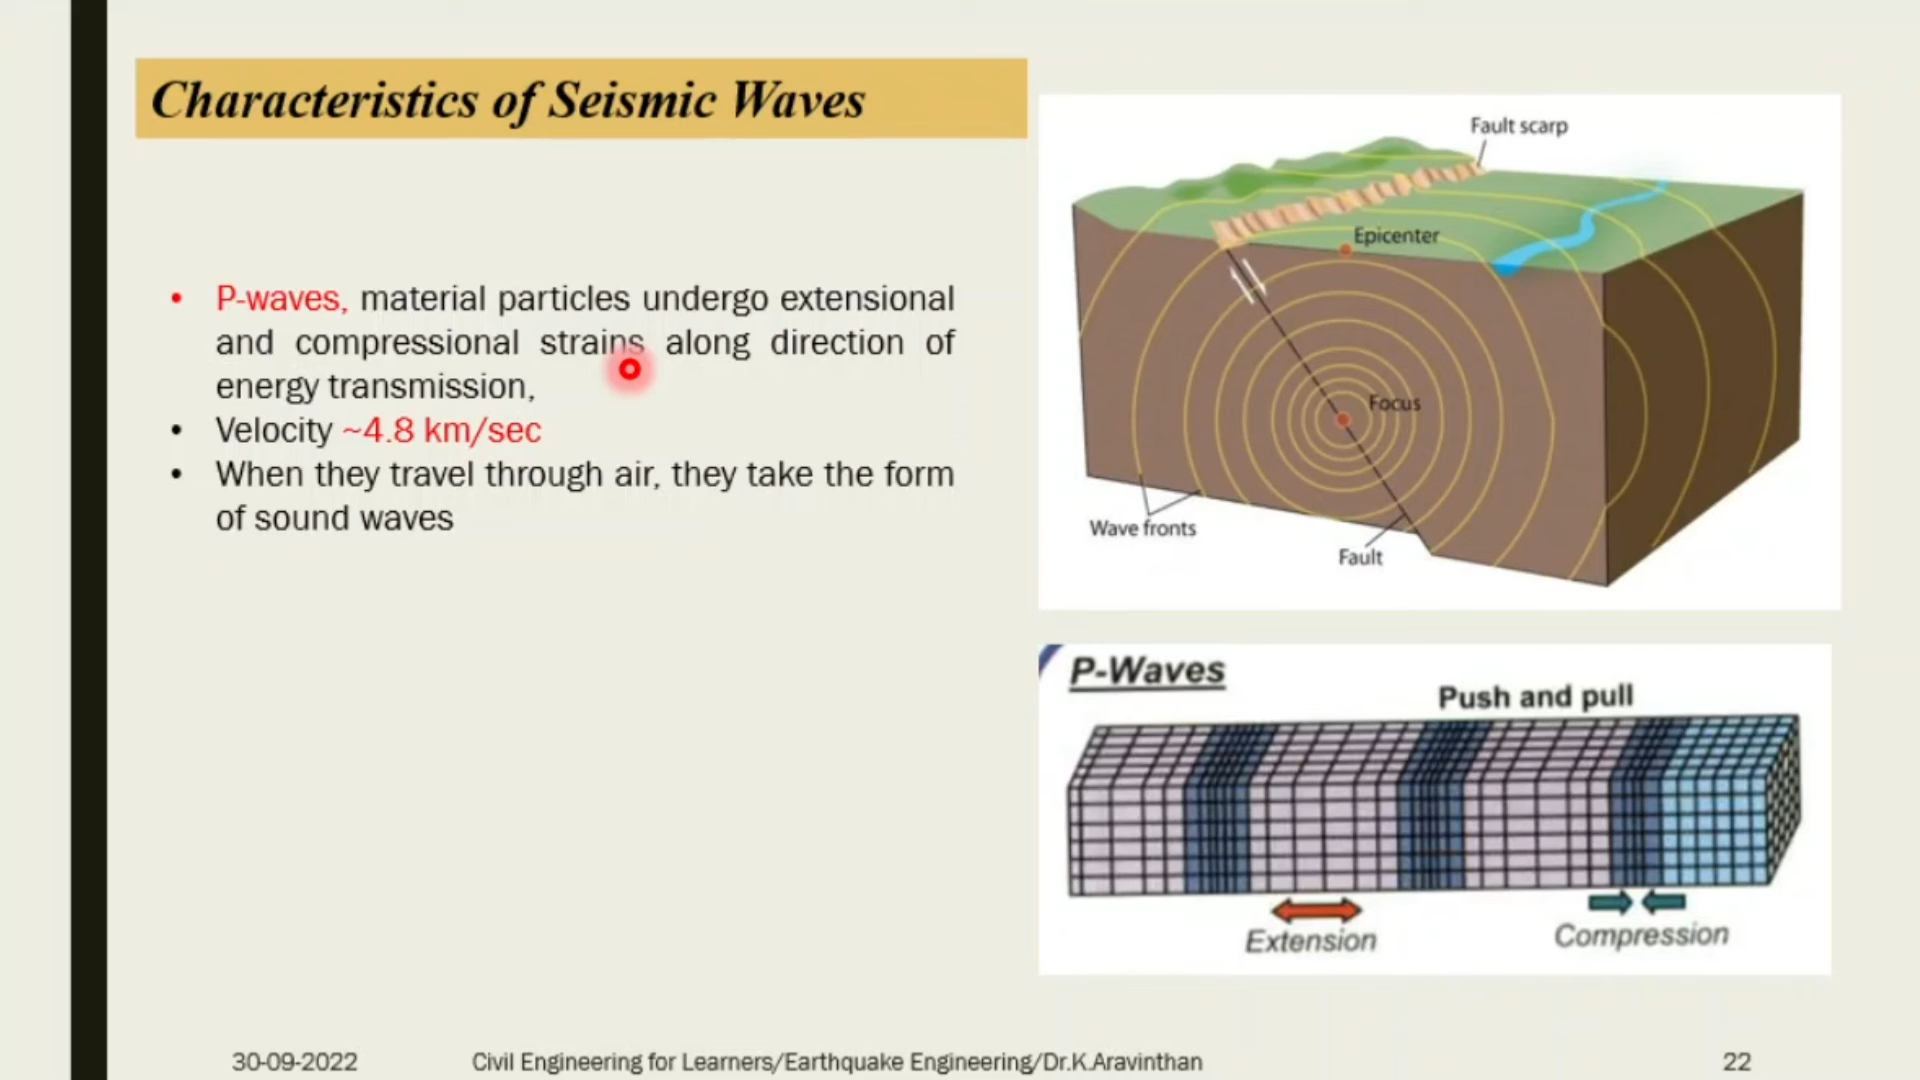 Characteristics of Seismic Waves
• P-waves, material particles undergo extensional
and compressional strains along direction of
energy transmission,
• Velocity ~4.8 km/sec
• When they travel through air, they take the form
of sound waves
Fault scarp
Epicenter
Focus
Wave fronts
Fault
P-Waves
Push and pull
Extension
Compression
30-09-2022
Civil Engineering for Learners/Earthquake Engineering/Dr.K.Aravinthan
22